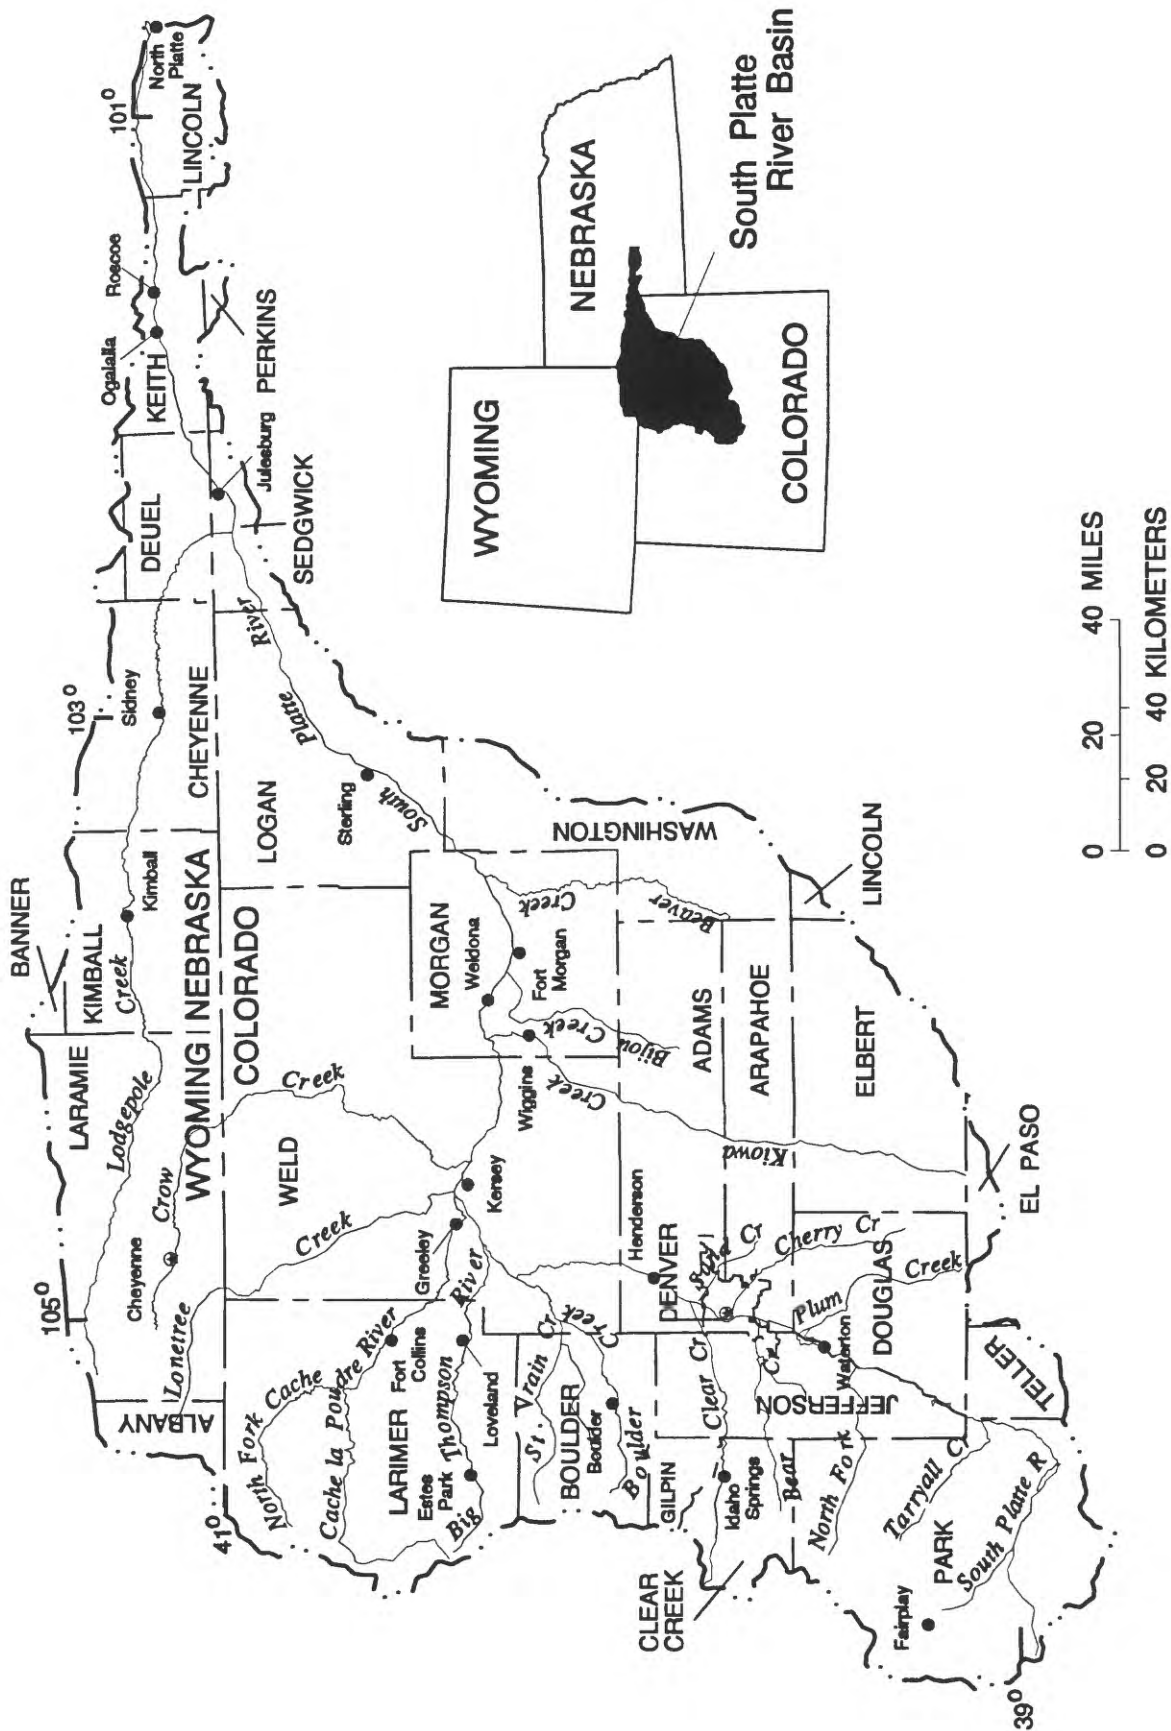 105°
103°
101°
41°
39°
BANNER
LARAMIE
KIMBALL
Creek
Kimball
Sidney
CHEYENNE
DEUEL
KEITH
Ogalalla
Roscoe
LINCOLN
North
Platte
ALBANY
Lonetree
Creek
Cheyenne
Crow
Creek
Lodgepole
WYOMING
NEBRASKA
COLORADO
WELD
LOGAN
Sterling
South
Platte
River
Julesburg
PERKINS
SEDGWICK
North Fork Cache
Cache la Poudre River
LARIMER
Fort
Collins
Estes
Park
Big
Thompson
River
Loveland
Greeley
Kersey
MORGAN
Weldona
Fort
Morgan
Wiggins
Creek
Bijou
Creek
Kiowa
Creek
Beaver
WASHINGTON
St. Vrain
Cr
BOULDER
Boulder
Boulder
Creek
GILPIN
CLEAR
CREEK
Clear
Cr
Idaho
Springs
Bear
Cr
JEFFERSON
DENVER
Henderson
Sand
Cr
Cherry Cr
ADAMS
ARAPAHOE
ELBERT
LINCOLN
DOUGLAS
Plum
Creek
Waterton
North Fork
Tarryall Cr
PARK
South Platte R
Fairplay
TELLER
EL PASO
WYOMING
NEBRASKA
COLORADO
South Platte
River Basin
0 20 40 MILES
0 20 40 KILOMETERS